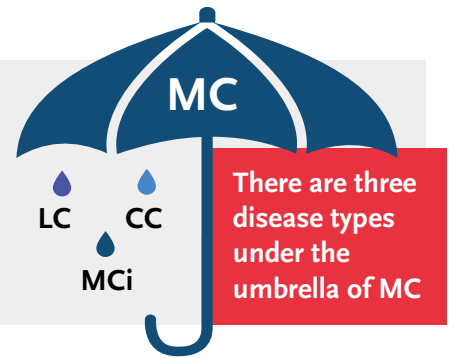 MC
LC
CC
MCi
There are three
disease types
under the
umbrella of MC